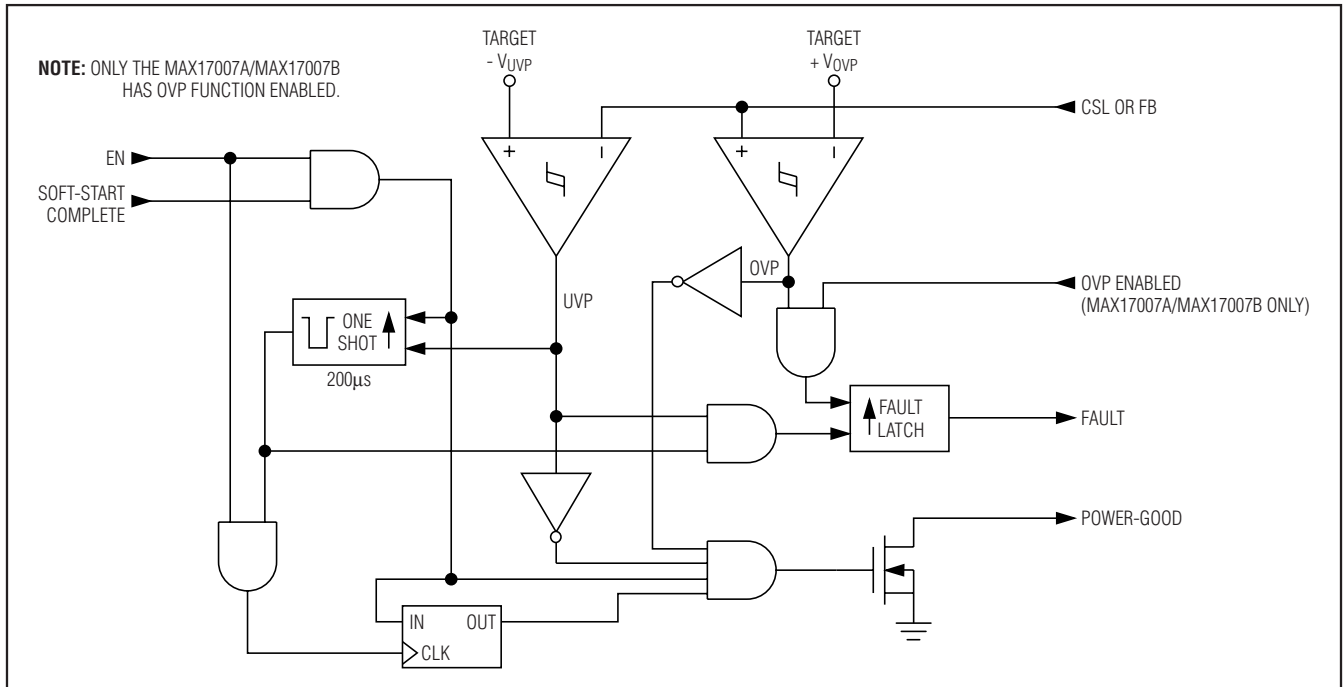 NOTE: ONLY THE MAX17007A/MAX17007B
HAS OVP FUNCTION ENABLED.
TARGET
- VUVP
TARGET
+ VOVP
CSL OR FB
+
−
+
−
EN
SOFT-START
COMPLETE
OVP
OVP ENABLED
(MAX17007A/MAX17007B ONLY)
UVP
ONE
SHOT
200µs
FAULT
LATCH
FAULT
POWER-GOOD
IN
OUT
CLK